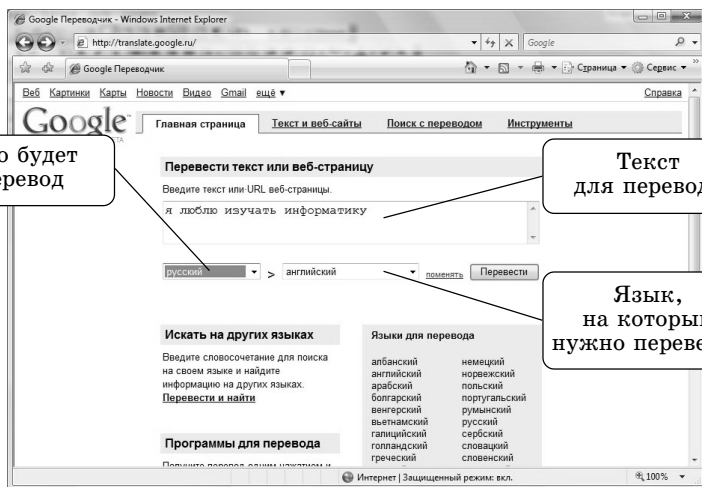 Google Переводчик - Windows Internet Explorer
http://translate.google.ru/
Google
Google Переводчик
Страница
Сервис
Веб Картинки Карты Новости Видео Gmail ещё ▼
Справка
Google
BETA
Главная страница
Текст и веб-сайты
Поиск с переводом
Инструменты
будет
Перевести текст или веб-страницу
Введите текст или URL веб-страницы.
я люблю изучать информатику
Текст
для
русский > английский
поменять
Перевести
Язык,
на
нужно
Искать на других языках
Введите словосочетание для поиска
на своем языке и найдите
информацию на других языках.
Перевести и найти
Программы для перевода
Получите перевод одним нажатием и
Языки для перевода
албанский
английский
арабский
болгарский
венгерский
вьетнамский
галицийский
голландский
греческий
немецкий
норвежский
польский
португальский
румынский
русский
сербский
словацкий
словенский
Интернет | Защищенный режим: вкл.
100%